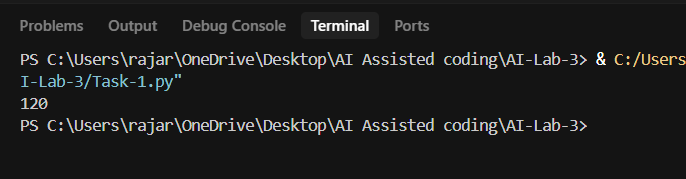 Problems Output Debug Console Terminal Ports
PS C:\Users\rajar\OneDrive\Desktop\AI Assisted coding\AI-Lab-3> & C:/Users
I-Lab-3/Task-1.py"
120
PS C:\Users\rajar\OneDrive\Desktop\AI Assisted coding\AI-Lab-3>